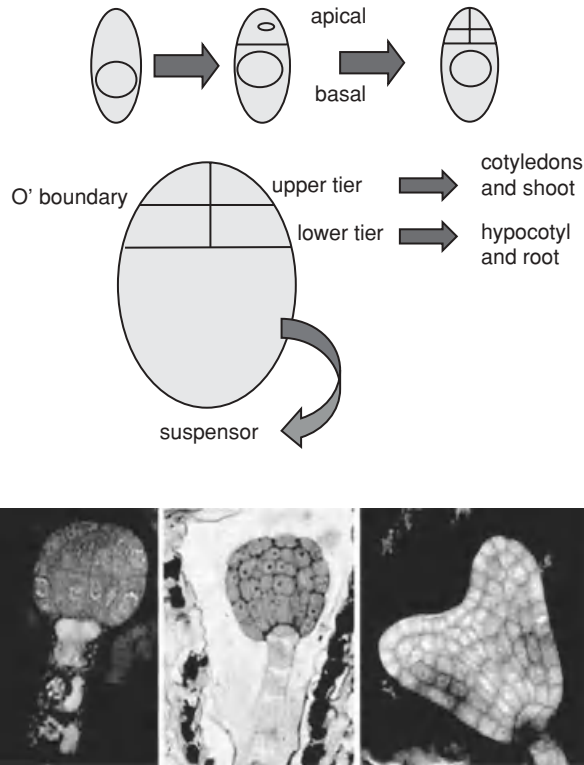 apical
basal
O' boundary
upper tier
cotyledons
and shoot
lower tier
hypocotyl
and root
suspensor